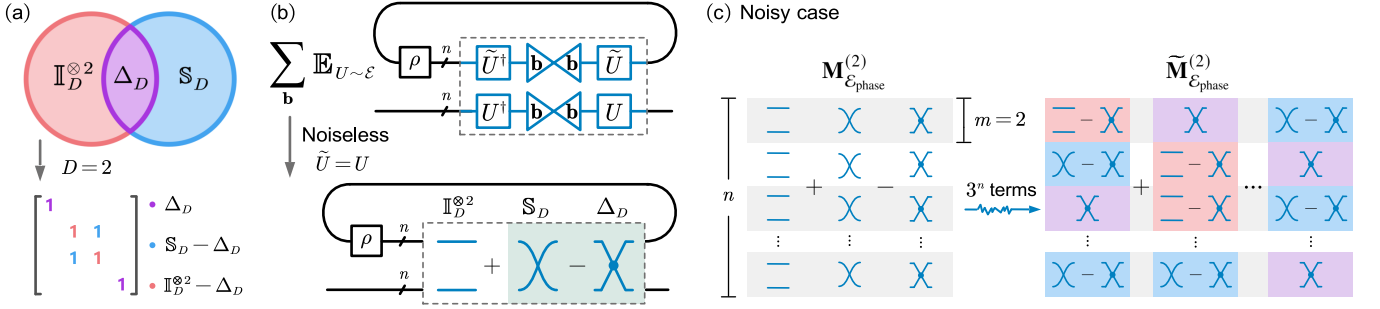 (a)
𝕀_D^{⊗2} Δ_D 𝕊_D
D = 2
1
1 1
1 1
1
• Δ_D
• 𝕊_D − Δ_D
• 𝕀_D^{⊗2} − Δ_D
(b)
∑_𝐛 𝔼_{U∼ℰ}
ρ n Ũ† 𝐛 𝐛 Ũ
n U† 𝐛 𝐛 U
Noiseless
Ũ = U
𝕀_D^{⊗2} 𝕊_D Δ_D
ρ n
+ −
n
(c) Noisy case
𝐌^{(2)}_{ℰ_phase} 𝐌̃^{(2)}_{ℰ_phase}
m = 2
n
+ −
3^n terms
− −
− −
+ ···
− −
⋮ ⋮ ⋮ ⋮ ⋮ ⋮
− −